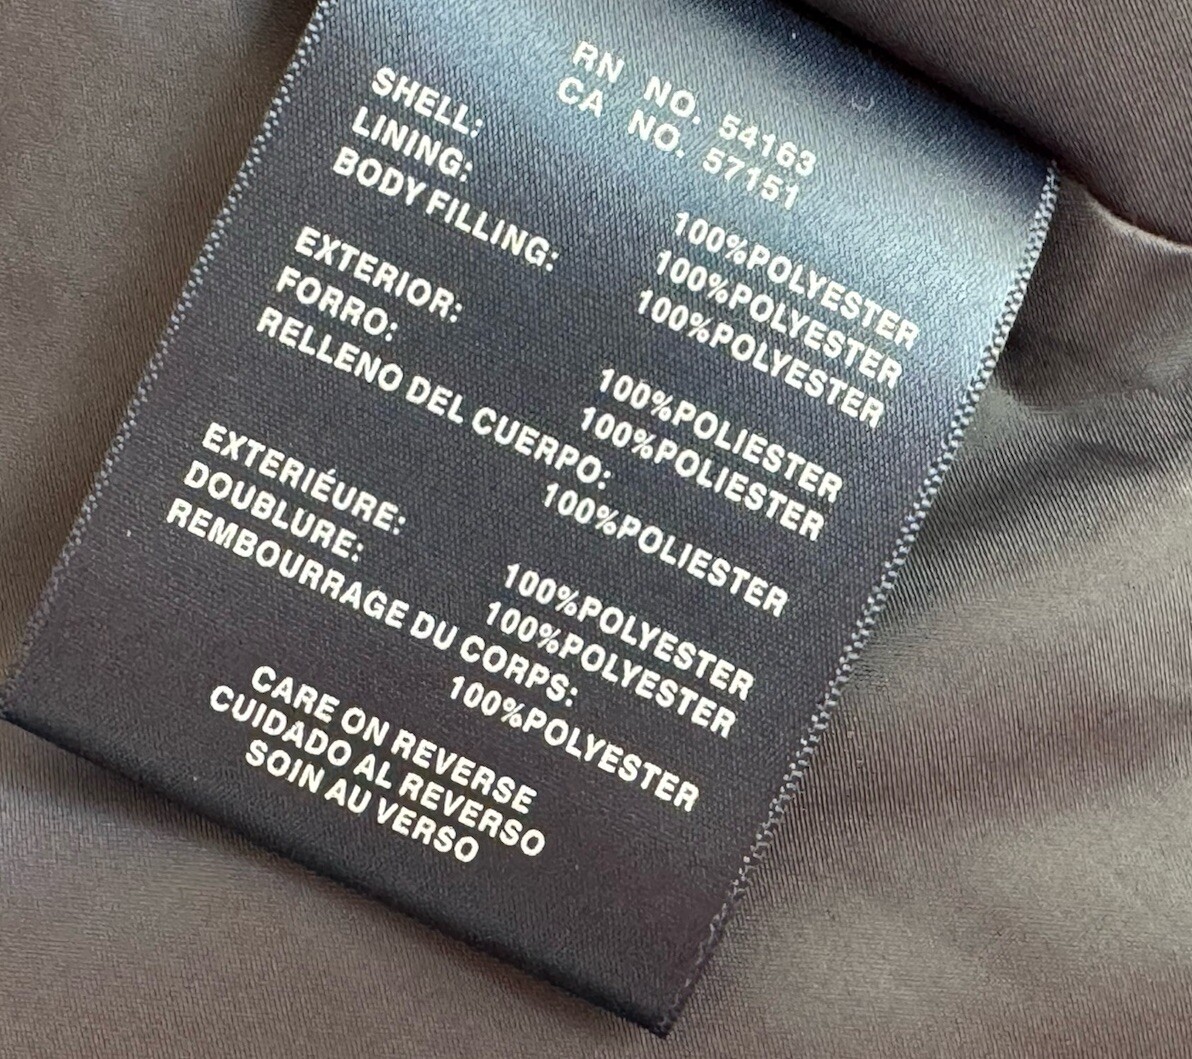 RN NO. 54163
CA NO. 57151
SHELL: 100%POLYESTER
LINING: 100%POLYESTER
BODY FILLING: 100%POLYESTER
EXTERIOR: 100%POLIESTER
FORRO: 100%POLIESTER
RELLENO DEL CUERPO:
100%POLIESTER
EXTERIÉURE: 100%POLYESTER
DOUBLURE: 100%POLYESTER
REMBOURRAGE DU CORPS:
100%POLYESTER
CARE ON REVERSE
CUIDADO AL REVERSO
SOIN AU VERSO